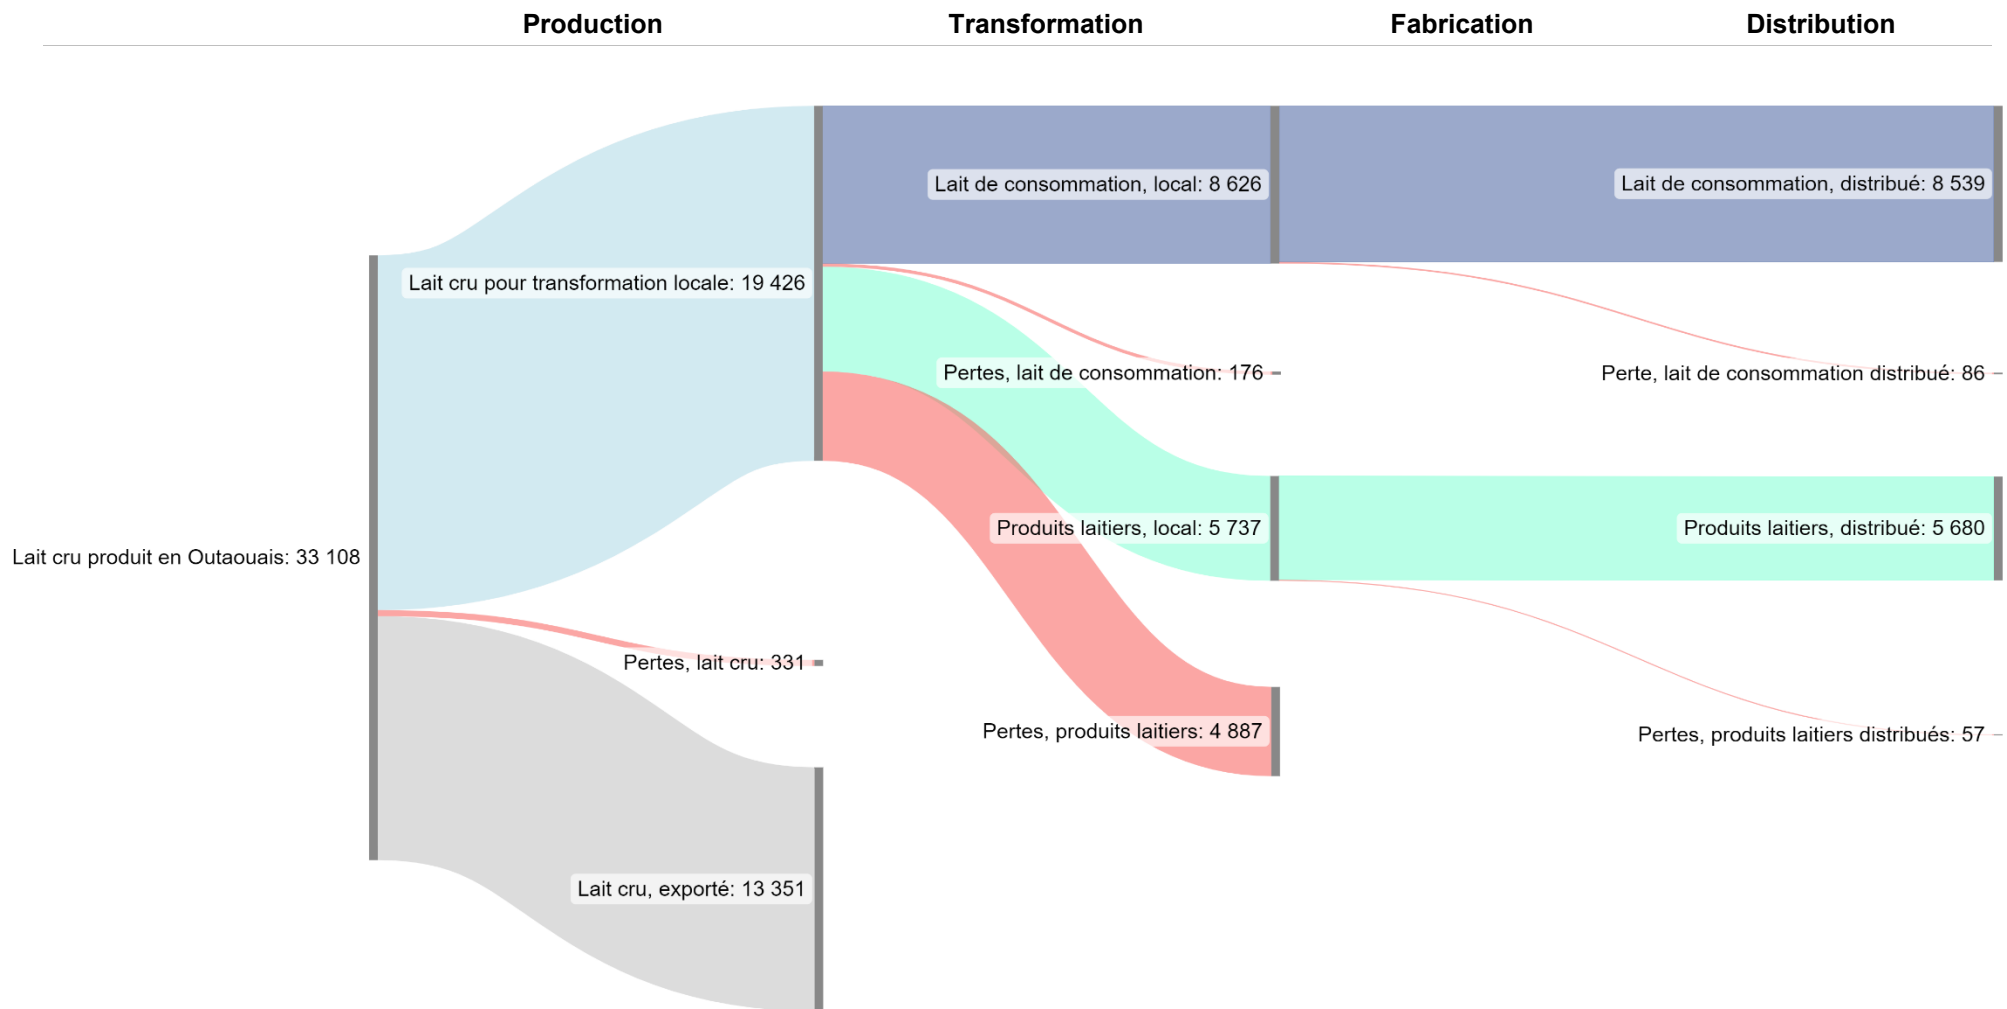 Production
Transformation
Fabrication
Distribution
Lait de consommation, local: 8 626
Lait de consommation, distribué: 8 539
Lait cru pour transformation locale: 19 426
Pertes, lait de consommation: 176
Perte, lait de consommation distribué: 86
Produits laitiers, local: 5 737
Produits laitiers, distribué: 5 680
Lait cru produit en Outaouais: 33 108
Pertes, lait cru: 331
Pertes, produits laitiers: 4 887
Pertes, produits laitiers distribués: 57
Lait cru, exporté: 13 351